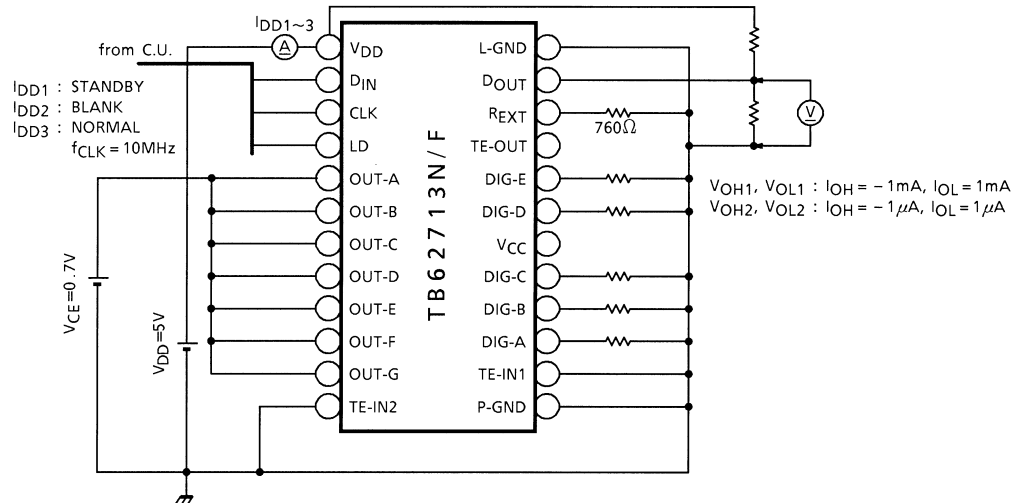 IDD1~3
from C.U.
IDD1 : STANDBY
IDD2 : BLANK
IDD3 : NORMAL
fCLK = 10MHz
A
VDD
DIN
CLK
LD
OUT-A
OUT-B
OUT-C
OUT-D
OUT-E
OUT-F
OUT-G
TE-IN2
TB62713N/F
L-GND
DOUT
REXT
TE-OUT
DIG-E
DIG-D
VCC
DIG-C
DIG-B
DIG-A
TE-IN1
P-GND
760Ω
V
VOH1, VOL1 : IOH = −1mA, IOL = 1mA
VOH2, VOL2 : IOH = −1μA, IOL = 1μA
VCE=0.7V
VDD=5V